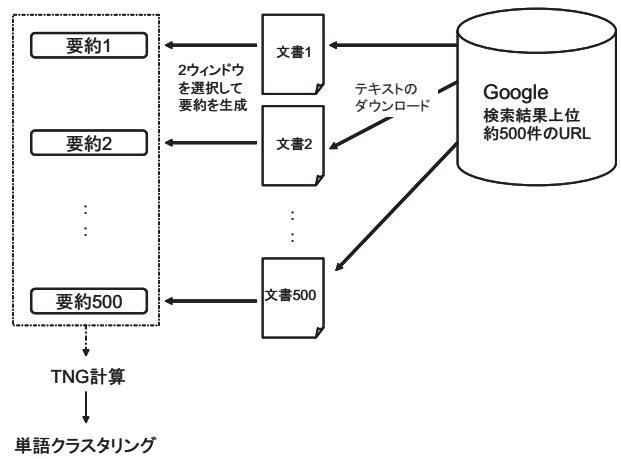 要約1
文書1
2ウィンドウ
を選択して
要約を生成
テキストの
ダウンロード
Google
検索結果上位
約500件のURL
要約2
文書2
:
:
:
:
要約500
文書500
TNG計算
単語クラスタリング